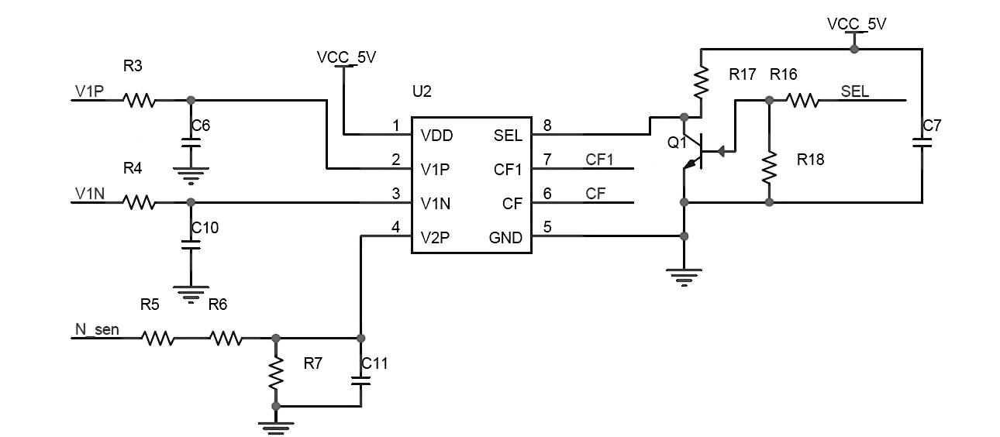 VCC_5V
VCC_5V
R3
R17 R16
V1P
U2
SEL
C6
1 VDD SEL 8
Q1
C7
R4
2 V1P CF1 7 CF1
R18
V1N
3 V1N CF 6 CF
C10
4 V2P GND 5
R5 R6
N_sen
R7 C11